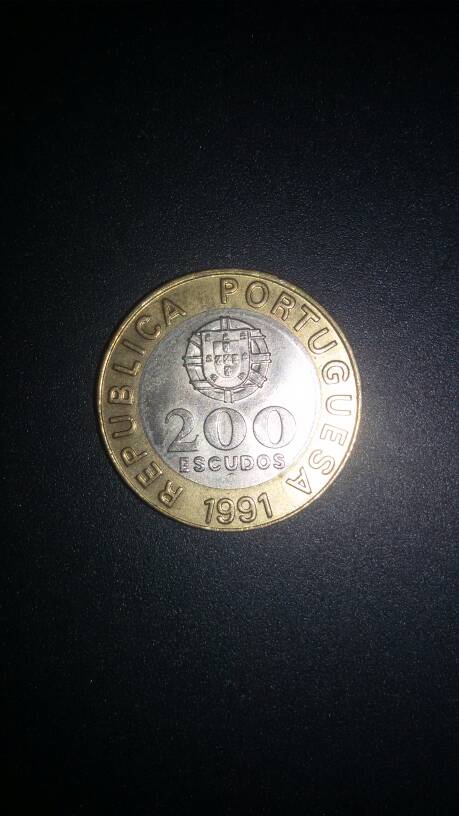 REPUBLICA PORTUGUESA
200
ESCUDOS
1991